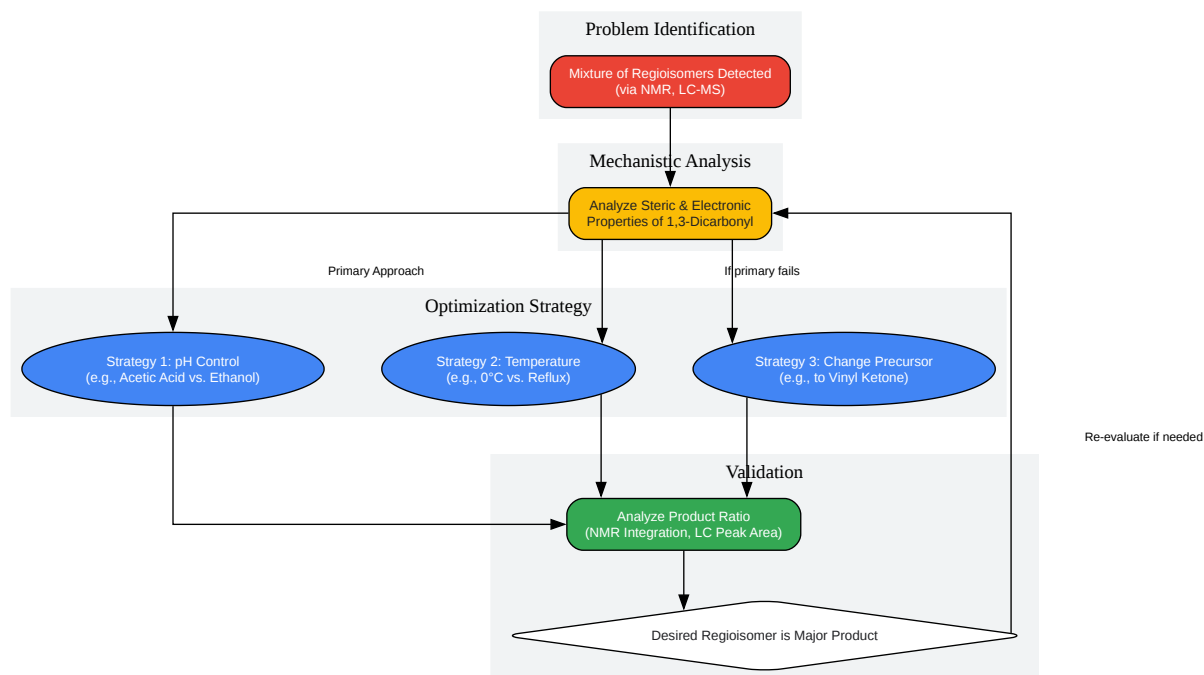 Problem Identification
Mixture of Regioisomers Detected
(via NMR, LC-MS)
Mechanistic Analysis
Analyze Steric & Electronic
Properties of 1,3-Dicarbonyl
Primary Approach
If primary fails
Optimization Strategy
Strategy 1: pH Control
(e.g., Acetic Acid vs. Ethanol)
Strategy 2: Temperature
(e.g., 0°C vs. Reflux)
Strategy 3: Change Precursor
(e.g., to Vinyl Ketone)
Re-evaluate if needed
Validation
Analyze Product Ratio
(NMR Integration, LC Peak Area)
Desired Regioisomer is Major Product